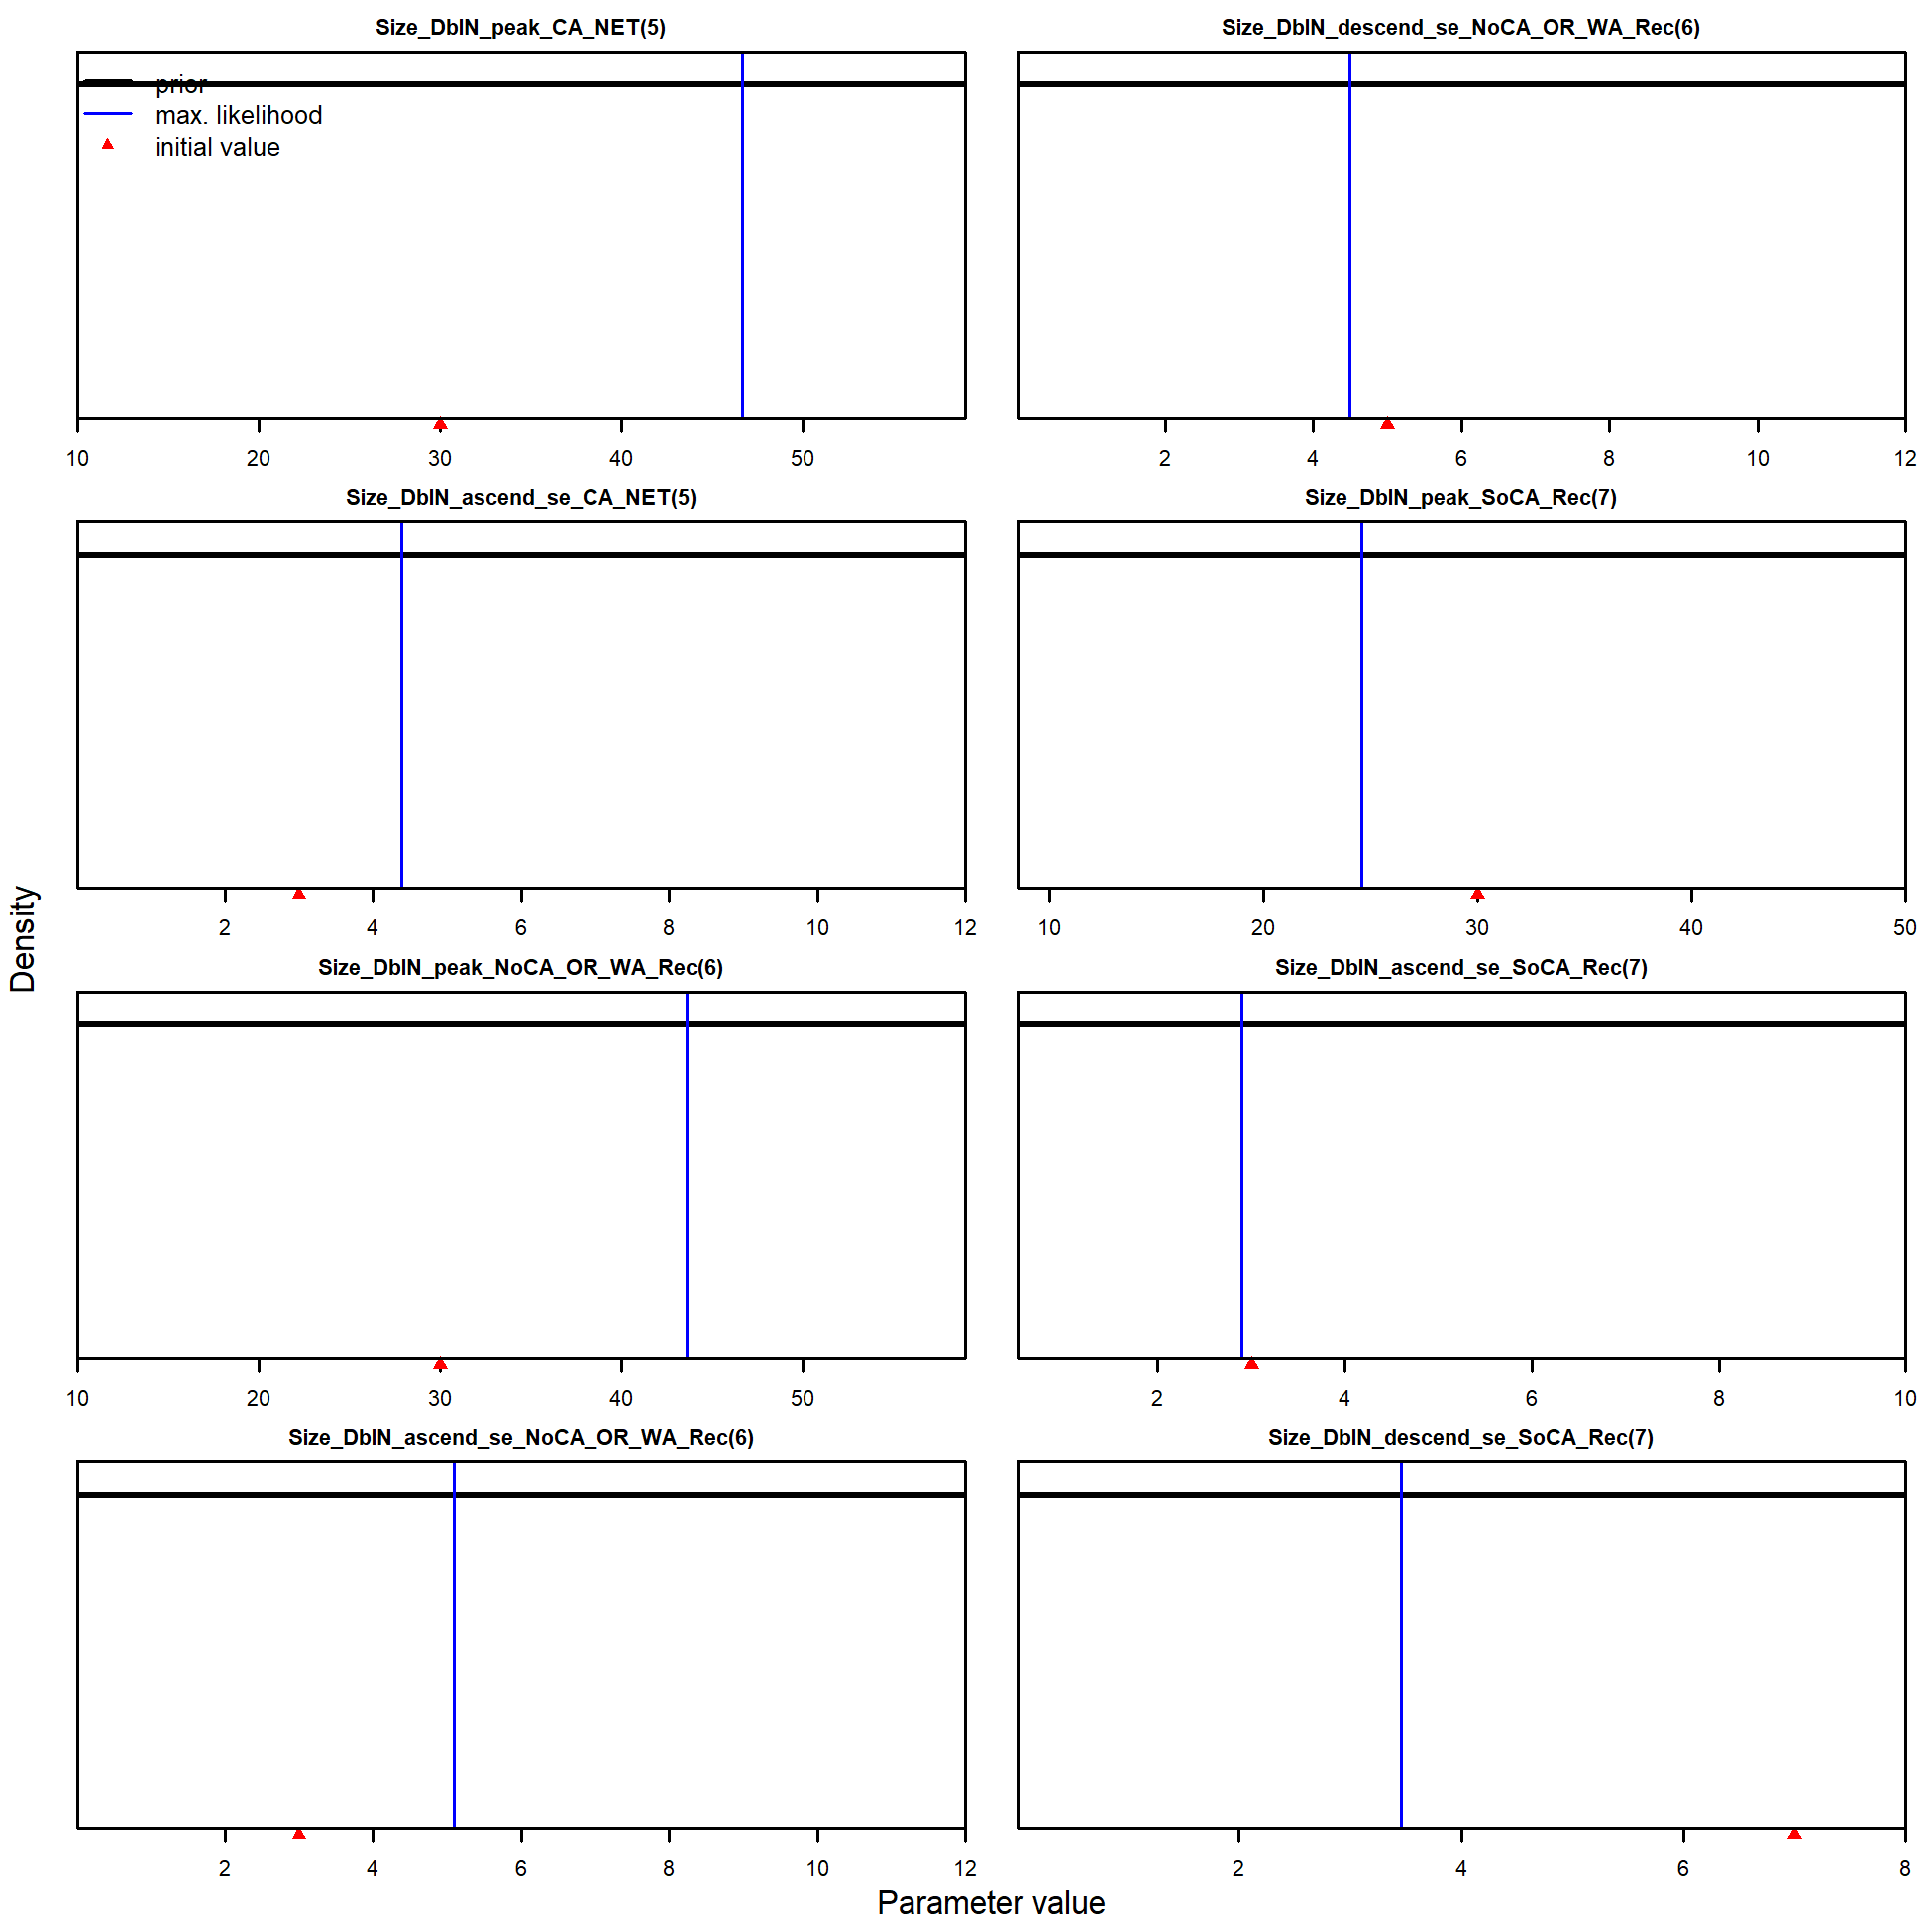 Size_DblN_peak_CA_NET(5)
prior
max. likelihood
initial value
10 20 30 40 50
Size_DblN_descend_se_NoCA_OR_WA_Rec(6)
2 4 6 8 10 12
Size_DblN_ascend_se_CA_NET(5)
2 4 6 8 10 12
Size_DblN_peak_SoCA_Rec(7)
10 20 30 40 50
Size_DblN_peak_NoCA_OR_WA_Rec(6)
10 20 30 40 50
Size_DblN_ascend_se_SoCA_Rec(7)
2 4 6 8 10
Size_DblN_ascend_se_NoCA_OR_WA_Rec(6)
2 4 6 8 10 12
Size_DblN_descend_se_SoCA_Rec(7)
2 4 6 8
Density
Parameter value